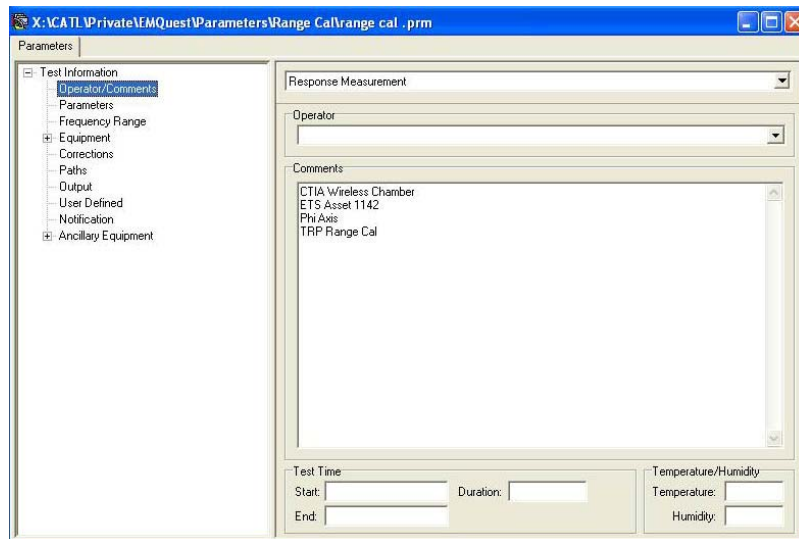 X:\CATL\Private\EMQuest\Parameters\Range Cal\range cal .prm
Parameters
Test Information
Operator/Comments
Parameters
Frequency Range
Equipment
Corrections
Paths
Output
User Defined
Notification
Ancillary Equipment
Response Measurement
Operator
Comments
CTIA Wireless Chamber
ETS Asset 1142
Phi Axis
TRP Range Cal
Test Time
Start:
Duration:
End:
Temperature/Humidity
Temperature:
Humidity: